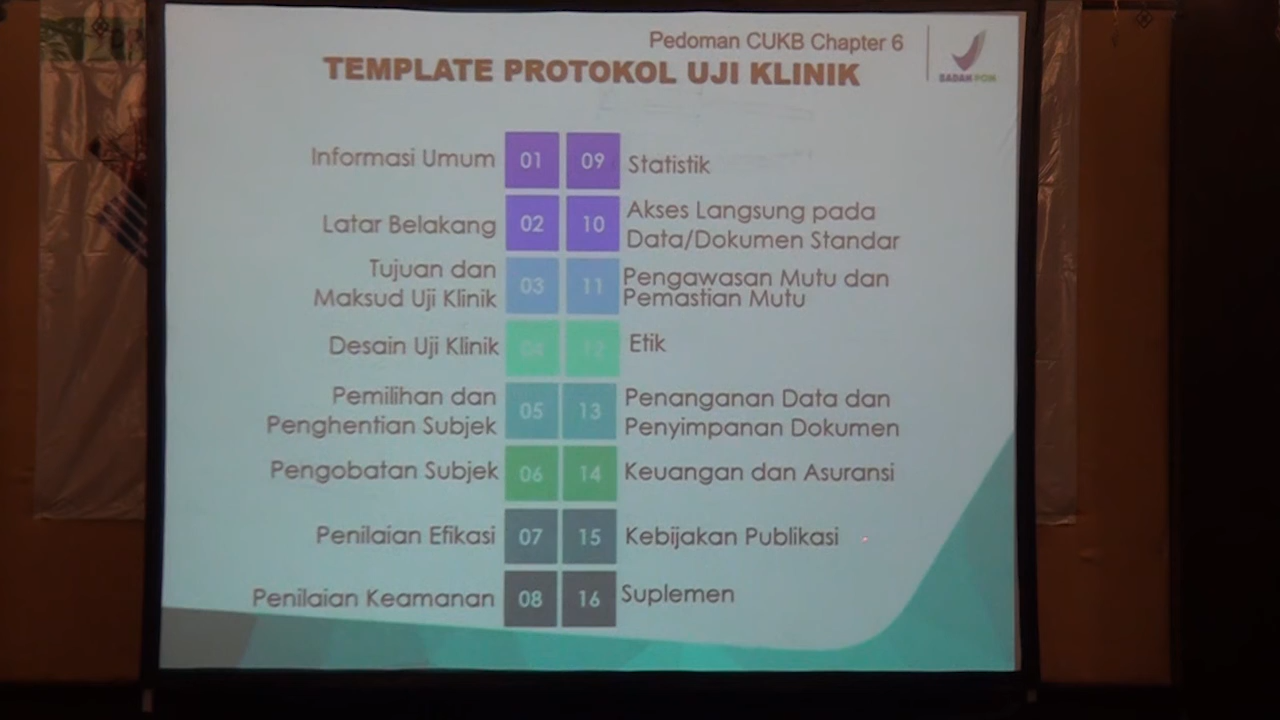 Pedoman CUKB Chapter 6
BADAN POM
TEMPLATE PROTOKOL UJI KLINIK
Informasi Umum 01
Latar Belakang 02
Tujuan dan
Maksud Uji Klinik 03
Desain Uji Klinik 04
Pemilihan dan
Penghentian Subjek 05
Pengobatan Subjek 06
Penilaian Efikasi 07
Penilaian Keamanan 08
09 Statistik
10 Akses Langsung pada
Data/Dokumen Standar
11 Pengawasan Mutu dan
Pemastian Mutu
12 Etik
13 Penanganan Data dan
Penyimpanan Dokumen
14 Keuangan dan Asuransi
15 Kebijakan Publikasi
16 Suplemen